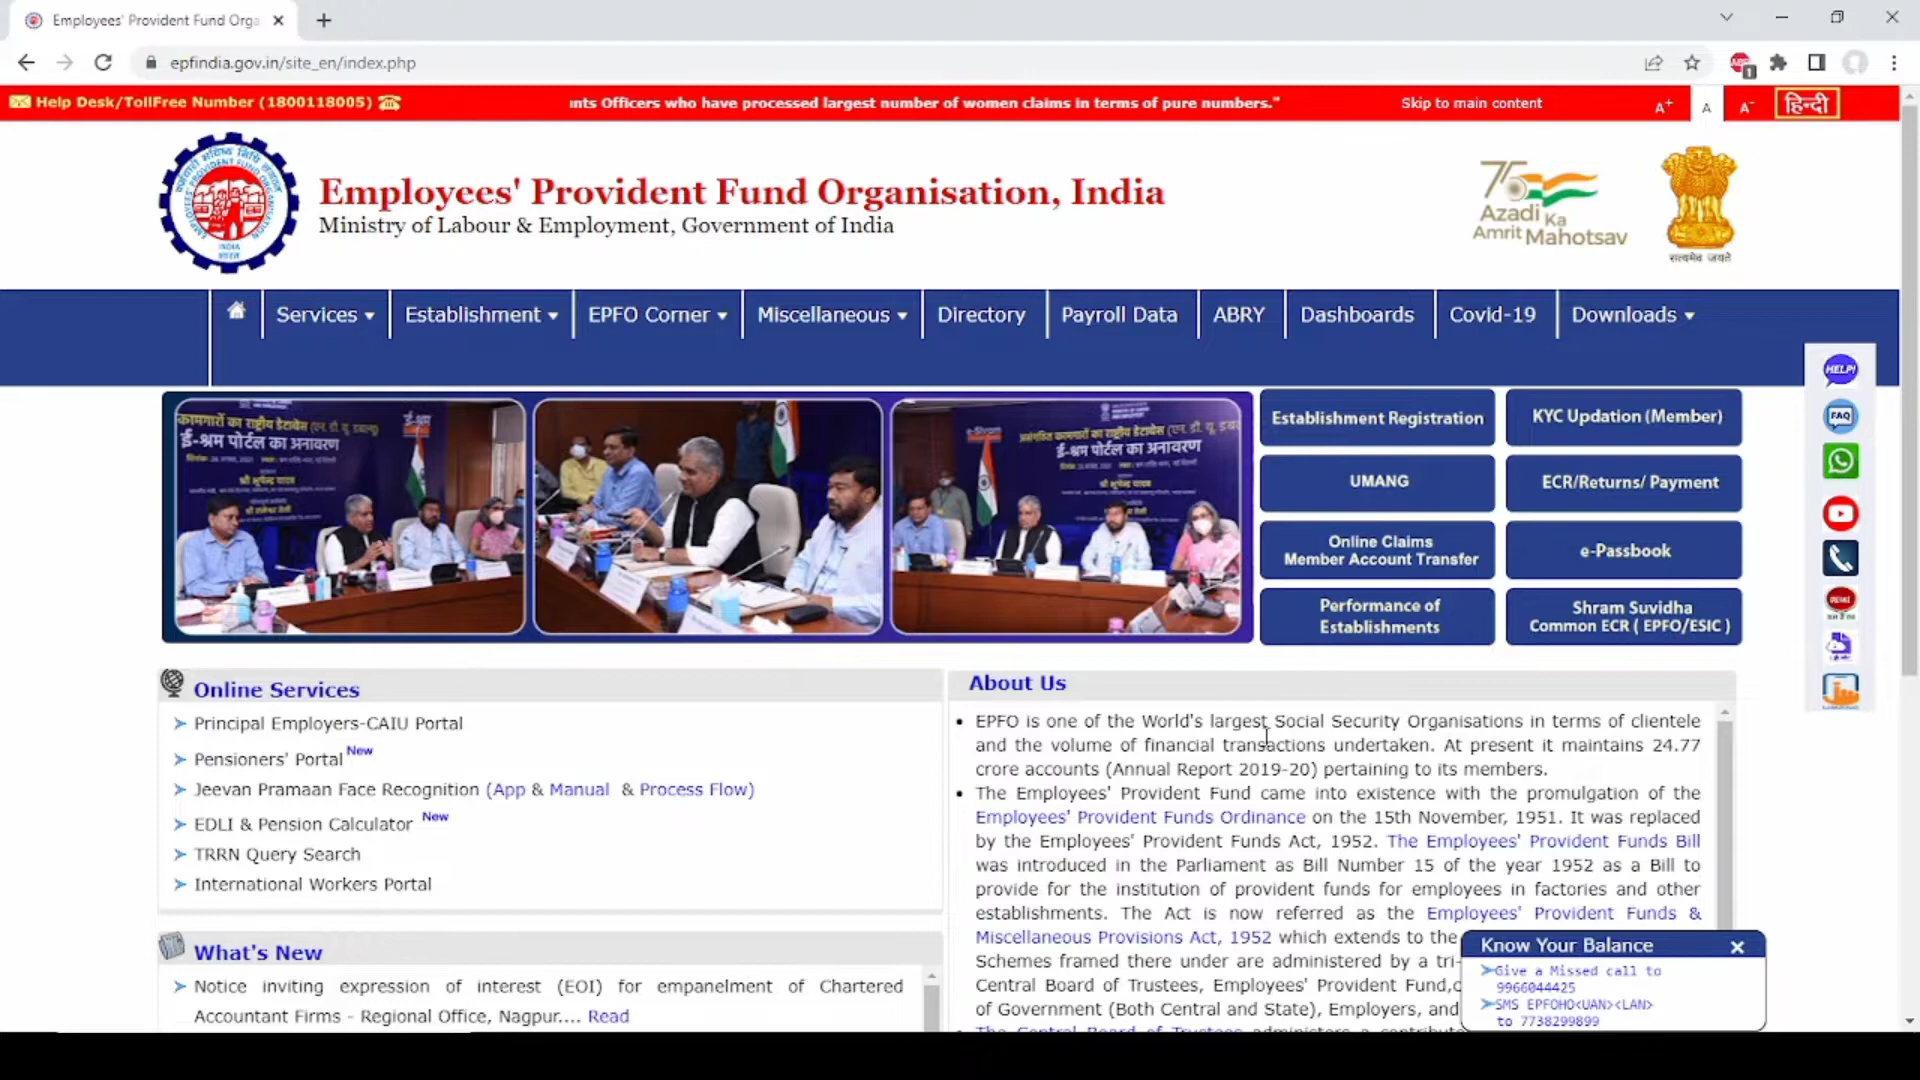 Employees' Provident Fund Orga
epfindia.gov.in/site_en/index.php
Help Desk/TollFree Number (1800118005)
ints Officers who have processed largest number of women claims in terms of pure numbers."
Skip to main content
A+ A A-
हिन्दी
Employees' Provident Fund Organisation, India
Ministry of Labour & Employment, Government of India
75
Azadi Ka
Amrit Mahotsav
सत्यमेव जयते
Services
Establishment
EPFO Corner
Miscellaneous
Directory
Payroll Data
ABRY
Dashboards
Covid-19
Downloads
HELP!
FAQ
ई-श्रम पोर्टल का अनावरण
ई-श्रम पोर्टल का अनावरण
Establishment Registration
KYC Updation (Member)
UMANG
ECR/Returns/ Payment
Online Claims
Member Account Transfer
e-Passbook
Performance of
Establishments
Shram Suvidha
Common ECR ( EPFO/ESIC )
Online Services
Principal Employers-CAIU Portal
Pensioners' Portal New
Jeevan Pramaan Face Recognition (App & Manual & Process Flow)
EDLI & Pension Calculator New
TRRN Query Search
International Workers Portal
What's New
Notice inviting expression of interest (EOI) for empanelment of Chartered
Accountant Firms - Regional Office, Nagpur.... Read
About Us
EPFO is one of the World's largest Social Security Organisations in terms of clientele
and the volume of financial transactions undertaken. At present it maintains 24.77
crore accounts (Annual Report 2019-20) pertaining to its members.
The Employees' Provident Fund came into existence with the promulgation of the
Employees' Provident Funds Ordinance on the 15th November, 1951. It was replaced
by the Employees' Provident Funds Act, 1952. The Employees' Provident Funds Bill
was introduced in the Parliament as Bill Number 15 of the year 1952 as a Bill to
provide for the institution of provident funds for employees in factories and other
establishments. The Act is now referred as the Employees' Provident Funds &
Miscellaneous Provisions Act, 1952 which extends to the
Schemes framed there under are administered by a tri-
Central Board of Trustees, Employees' Provident Fund,c
of Government (Both Central and State), Employers, and
The Central Board of Trustees administers a contribut
Know Your Balance
Give a Missed call to
9966044425
SMS EPFOHO<UAN><LAN>
to 7738299899